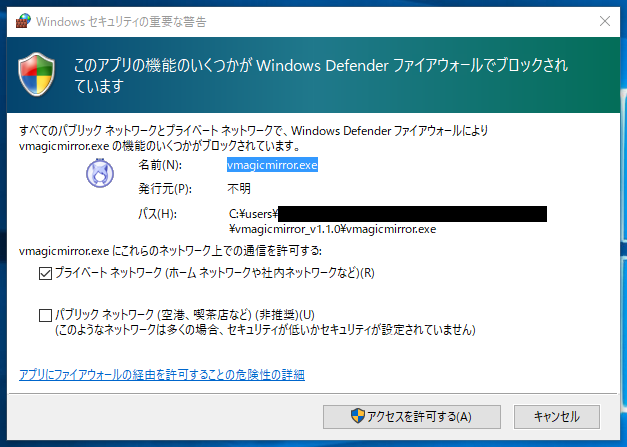 Windows セキュリティの重要な警告
このアプリの機能のいくつかが Windows Defender ファイアウォールでブロックされ
ています
すべてのパブリック ネットワークとプライベート ネットワークで、Windows Defender ファイアウォールにより
vmagicmirror.exe の機能のいくつかがブロックされています。
名前(N): vmagicmirror.exe
発行元(P): 不明
パス(H): C:¥users¥
¥vmagicmirror_v1.1.0¥vmagicmirror.exe
vmagicmirror.exe にこれらのネットワーク上での通信を許可する:
プライベート ネットワーク (ホーム ネットワークや社内ネットワークなど)(R)
パブリック ネットワーク (空港、喫茶店など) (非推奨)(U)
(このようなネットワークは多くの場合、セキュリティが低いかセキュリティが設定されていません)
アプリにファイアウォールの経由を許可することの危険性の詳細
アクセスを許可する(A) キャンセル